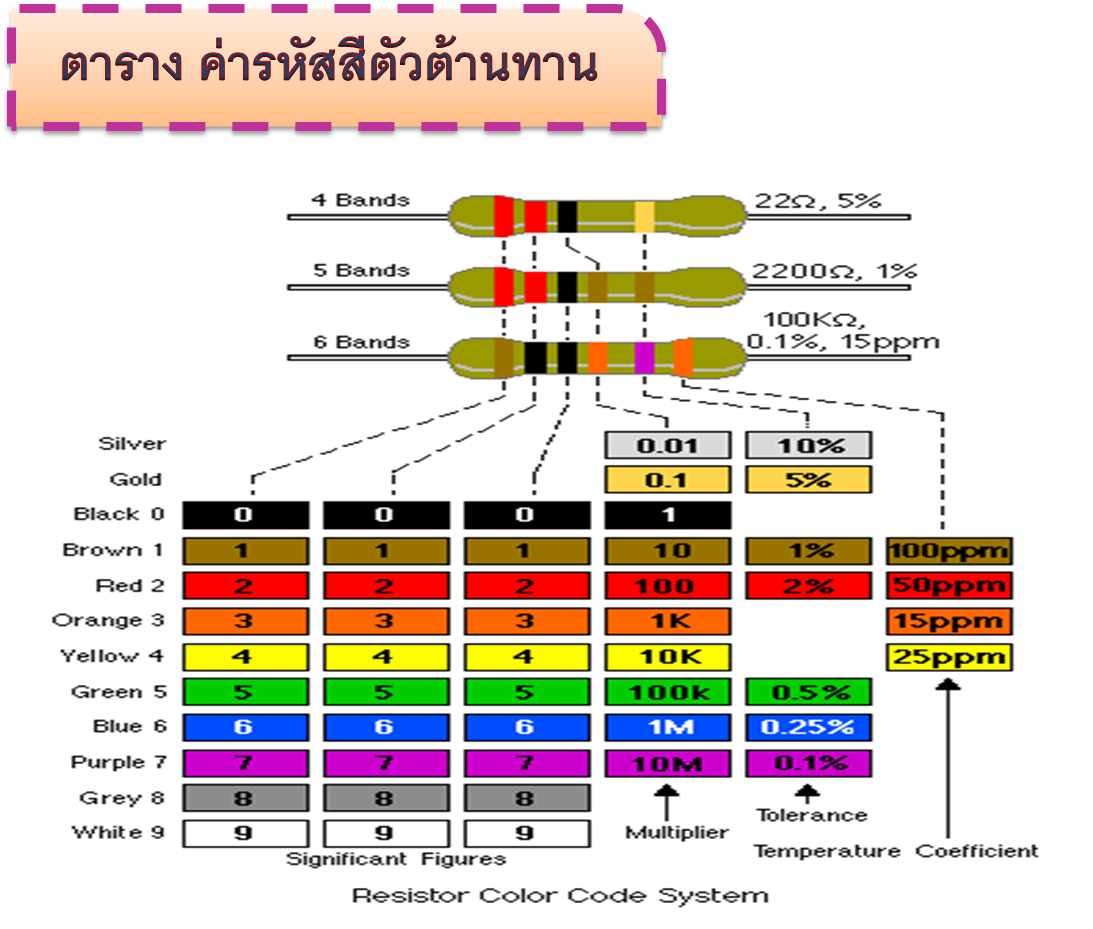 ตาราง ค่ารหัสสีตัวต้านทาน
4 Bands 22Ω, 5%
5 Bands 2200Ω, 1%
6 Bands 100KΩ,
0.1%, 15ppm
Silver 0.01 10%
Gold 0.1 5%
Black 0 0 0 0 1
Brown 1 1 1 1 10 1% 100ppm
Red 2 2 2 2 100 2% 50ppm
Orange 3 3 3 3 1K 15ppm
Yellow 4 4 4 4 10K 25ppm
Green 5 5 5 5 100k 0.5%
Blue 6 6 6 6 1M 0.25%
Purple 7 7 7 7 10M 0.1%
Grey 8 8 8 8
White 9 9 9 9
Significant Figures
Multiplier
Tolerance
Temperature Coefficient
Resistor Color Code System